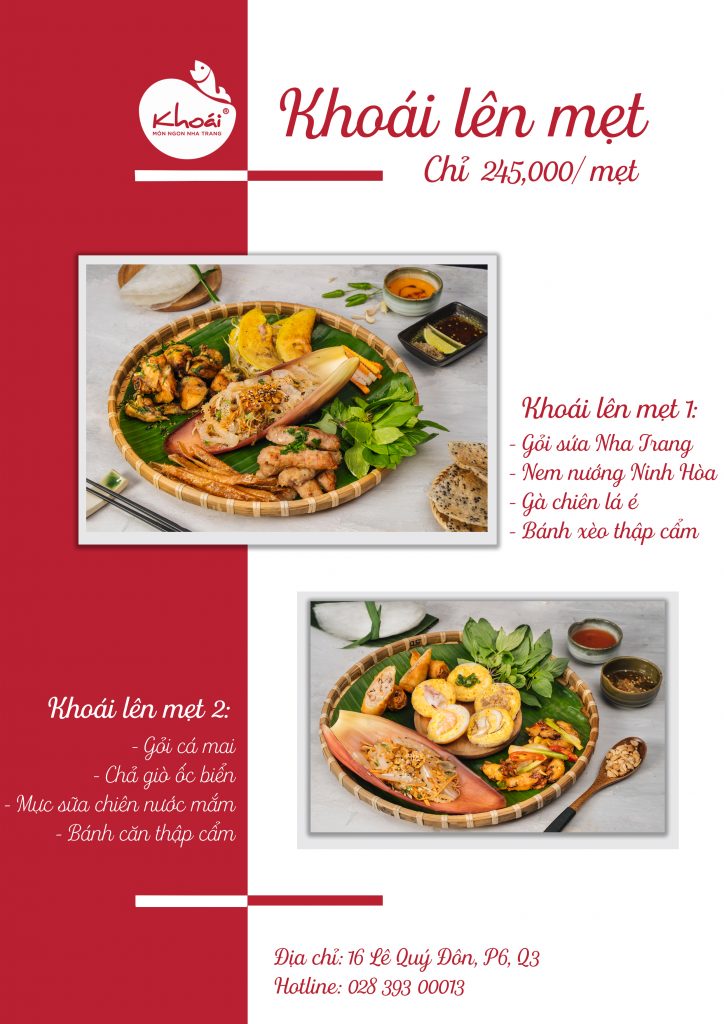 Khoái®
MÓN NGON NHA TRANG
Khoái lên mẹt
Chỉ 245,000/ mẹt
Khoái lên mẹt 1:
- Gỏi sứa Nha Trang
- Nem nướng Ninh Hòa
- Gà chiên lá é
- Bánh xèo thập cẩm
Khoái lên mẹt 2:
- Gỏi cá mai
- Chả giò ốc biển
- Mực sữa chiên nước mắm
- Bánh căn thập cẩm
Địa chỉ: 16 Lê Quý Đôn, P6, Q3
Hotline: 028 393 00013